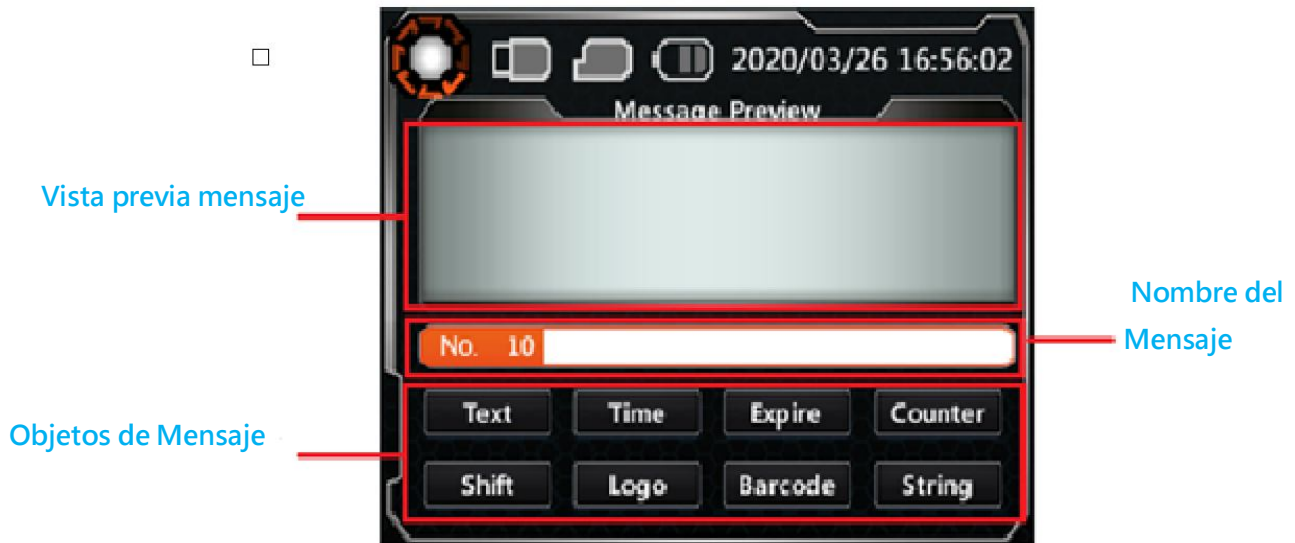 2020/03/26 16:56:02
Message Preview
Vista previa mensaje
Nombre del
Mensaje
No. 10
Text Time Expire Counter
Objetos de Mensaje
Shift Logo Barcode String